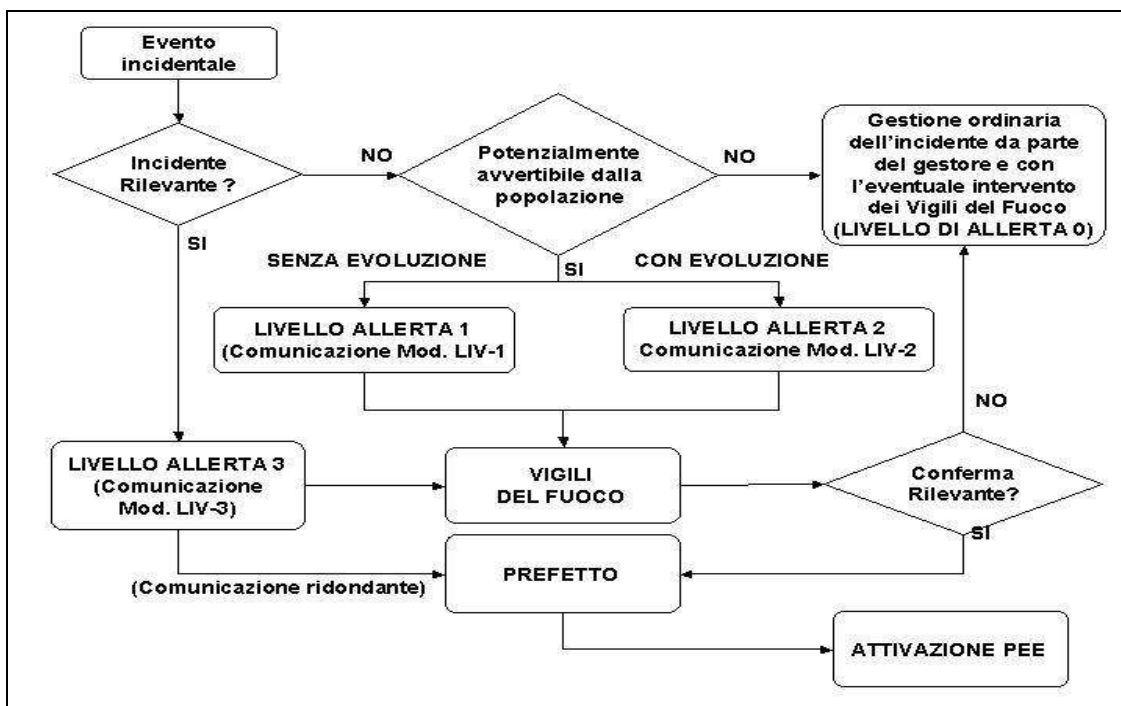 Evento
incidentale
Incidente
Rilevante ?
NO
Potenzialmente
avvertibile dalla
popolazione
NO
Gestione ordinaria
dell'incidente da parte
del gestore e con
l'eventuale intervento
dei Vigili del Fuoco
(LIVELLO DI ALLERTA 0)
SI
SENZA EVOLUZIONE
SI
CON EVOLUZIONE
LIVELLO ALLERTA 1
(Comunicazione Mod. LIV-1
LIVELLO ALLERTA 2
Comunicazione Mod. LIV-2
NO
LIVELLO ALLERTA 3
(Comunicazione
Mod. LIV-3)
VIGILI
DEL FUOCO
Conferma
Rilevante?
SI
(Comunicazione ridondante)
PREFETTO
ATTIVAZIONE PEE